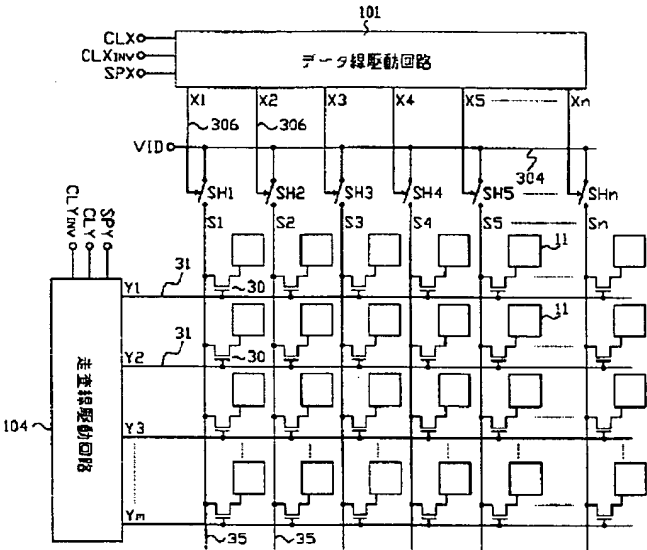 101
CLX
CLXINV
SPX
データ線駆動回路
X1 X2 X3 X4 X5 Xn
306 306
VID
304
SH1 SH2 SH3 SH4 SH5 SHn
CLYINV
CLY
SPY
S1 S2 S3 S4 S5 Sn
11
31
Y1
30
11
31
Y2
30
走査線駆動回路
104
Y3
Ym
35 35